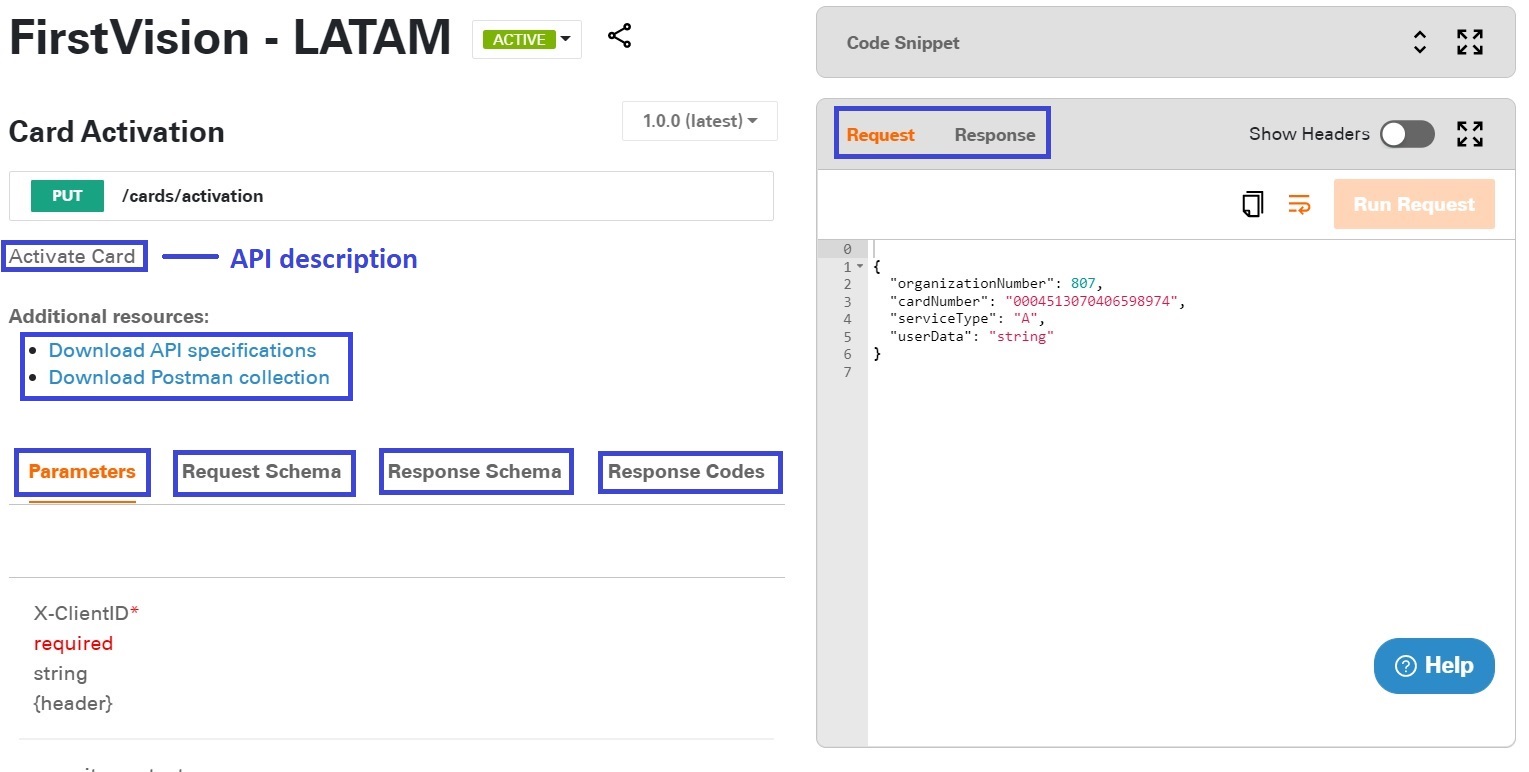 FirstVision - LATAM ACTIVE
Card Activation 1.0.0 (latest)
PUT /cards/activation
Activate Card API description
Additional resources:
Download API specifications
Download Postman collection
Parameters Request Schema Response Schema Response Codes
X-ClientID*
required
string
{header}
Code Snippet
Request Response Show Headers
Run Request
0
1 {
2 "organizationNumber": 807,
3 "cardNumber": "0004513070406598974",
4 "serviceType": "A",
5 "userData": "string"
6 }
7
? Help